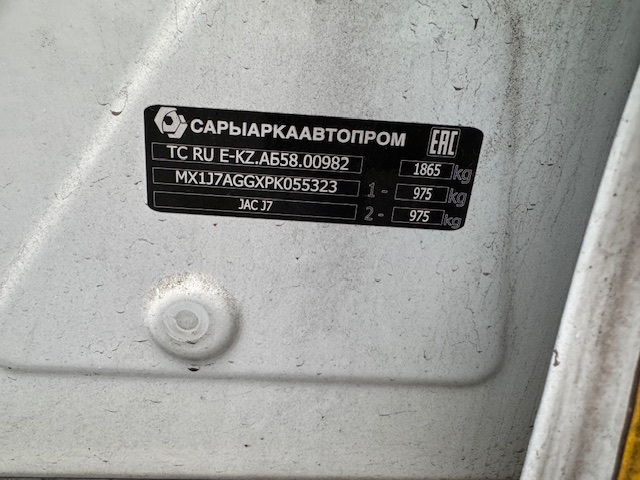 САРЫАРКААВТОПРОМ EAC
ТС RU E-KZ.АБ58.00982 1865 kg
MX1J7AGGXPK055323 1 - 975 kg
JAC J7 2 - 975 kg